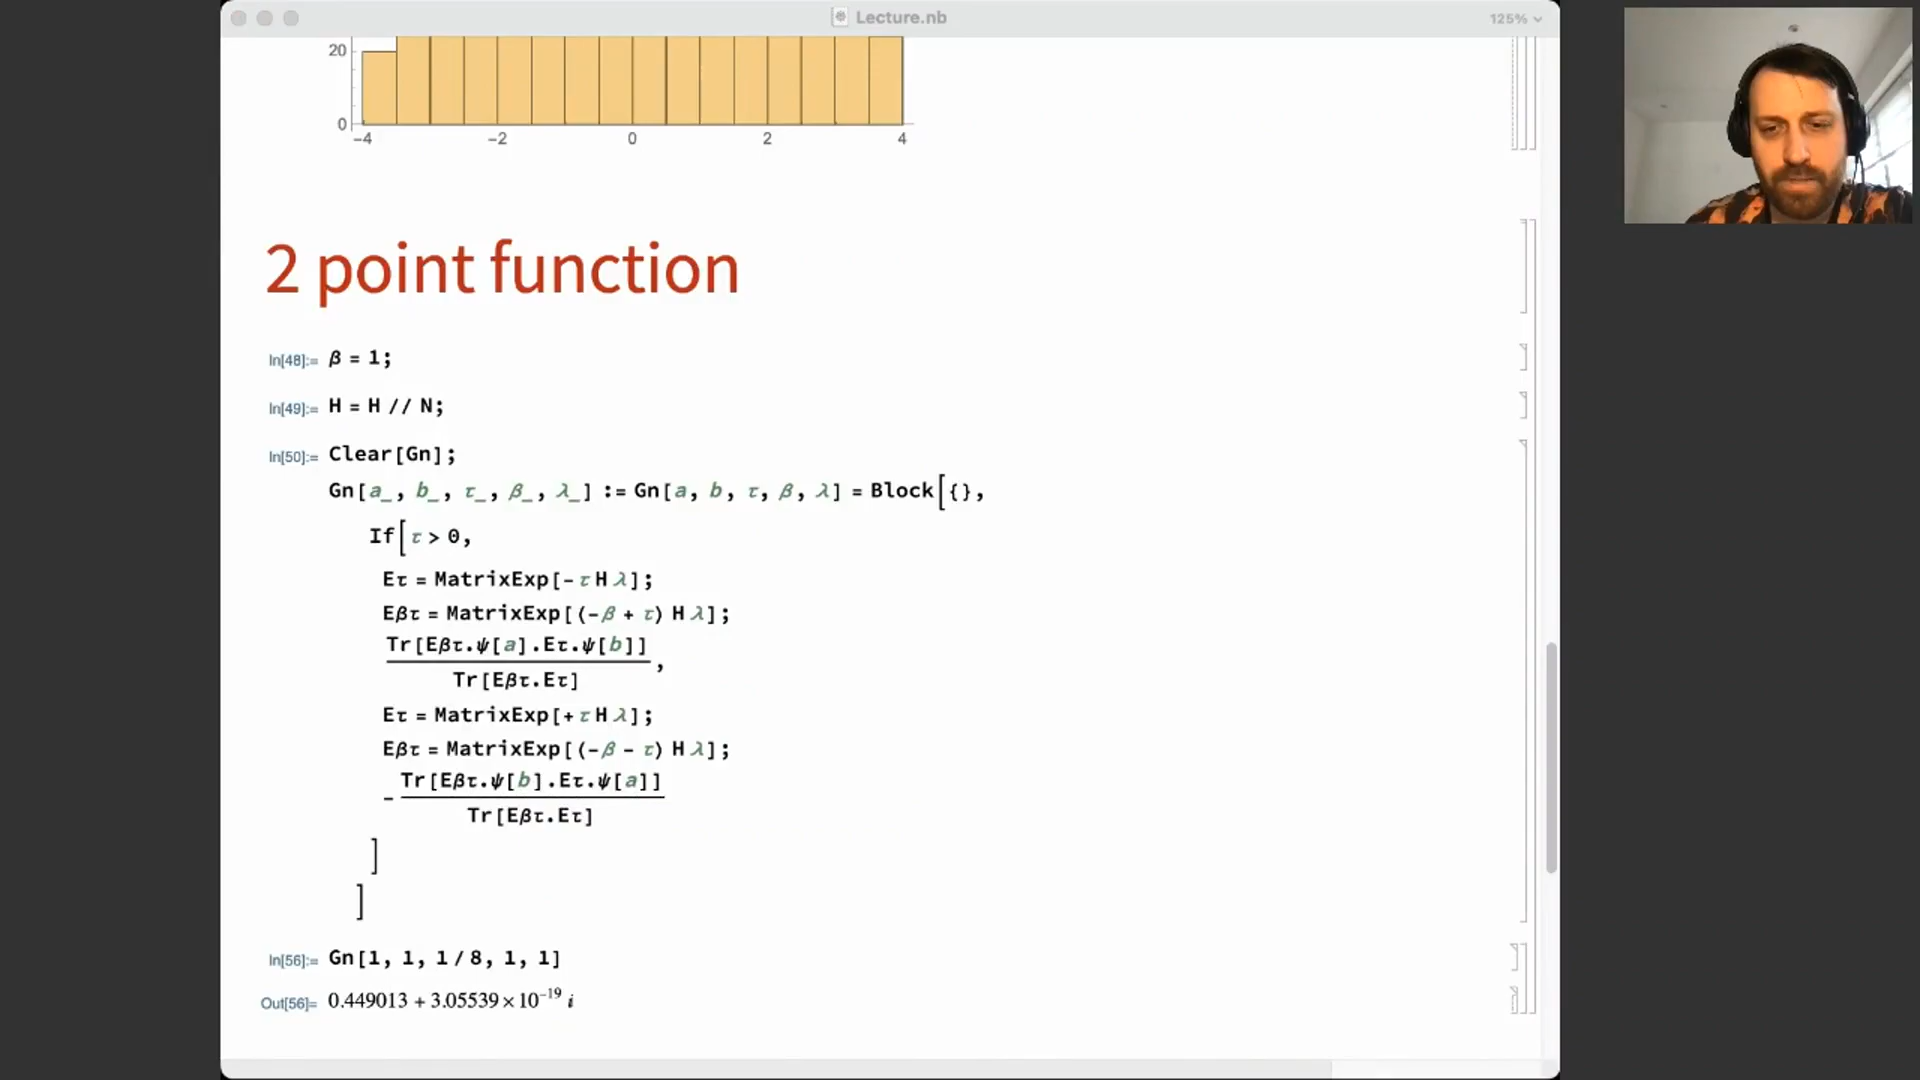 Lecture.nb
125%
20
0
-4 -2 0 2 4
2 point function
In[48]:= β = 1;
In[49]:= H = H // N;
In[50]:= Clear[Gn];
Gn[a_, b_, τ_, β_, λ_] := Gn[a, b, τ, β, λ] = Block[{},
If[τ > 0,
Eτ = MatrixExp[-τ H λ];
Eβτ = MatrixExp[(-β + τ) H λ];
Tr[Eβτ.ψ[a].Eτ.ψ[b]]
,
Tr[Eβτ.Eτ]
Eτ = MatrixExp[+τ H λ];
Eβτ = MatrixExp[(-β - τ) H λ];
Tr[Eβτ.ψ[b].Eτ.ψ[a]]
-
Tr[Eβτ.Eτ]
]
]
In[56]:= Gn[1, 1, 1 / 8, 1, 1]
Out[56]= 0.449013 + 3.05539 × 10^-19 i